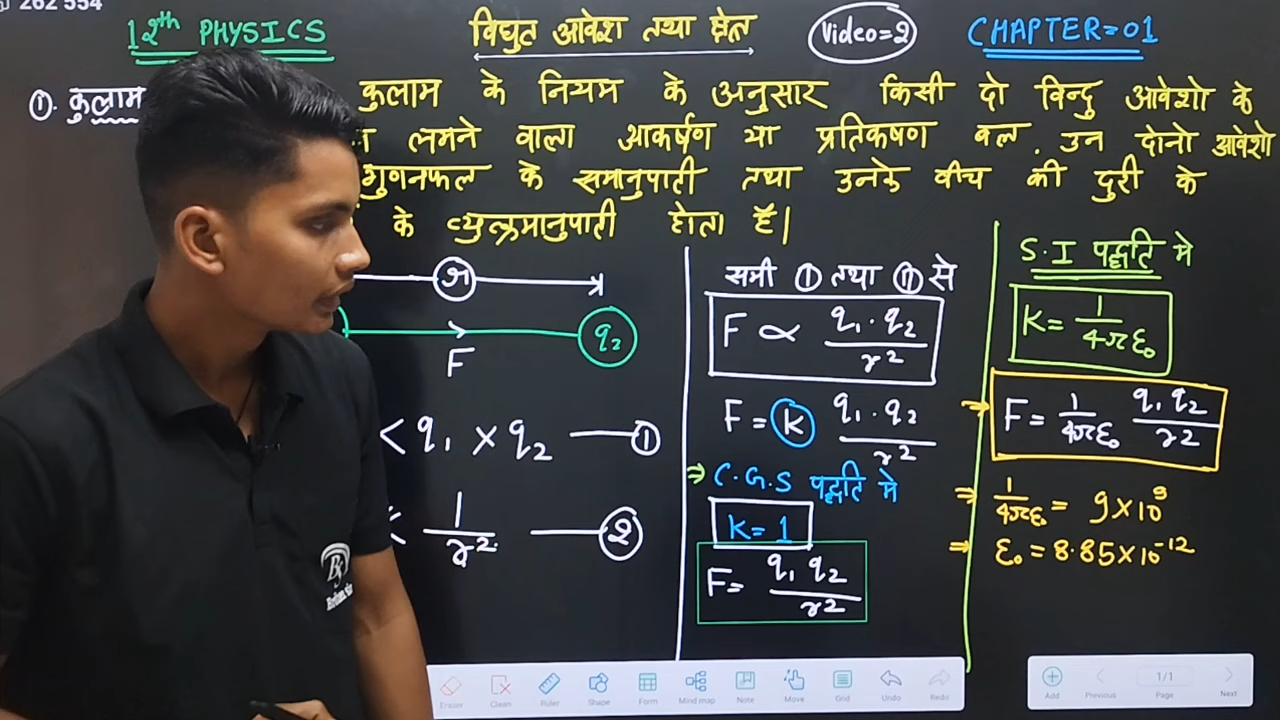 262 554
12th PHYSICS
विद्युत आवेश तथा क्षेत्र
Video=2
CHAPTER=01
①. कुलाम
कुलाम के नियम के अनुसार किसी दो विन्दु आवेशो के
लगने वाला आकर्षण या प्रतिकषण वल . उन दोनो आवेशो
गुणनफल के समानुपाती तथा उनके वीच की दुरी के
के व्युत्क्रमानुपाती होता है|
q₂
F
q₁ × q₂ — ①
1/r² — ②
समी ① तथा ⑪ से
F ∝ q₁ . q₂ / r²
F = K q₁ . q₂ / r²
⇒ C.G.S पद्धति मे
K= 1
F= q₁ q₂ / r²
S.I पद्धति मे
K= 1/4πε₀
⇒ F= 1/4πε₀ q₁ q₂ / r²
⇒ 1/4πε₀ = 9×10⁹
⇒ ε₀ = 8.85×10⁻¹²
Eraser Clean Ruler Shape Form Mind map Note Move Grid Undo Redo
Add Previous 1/1 Page Next